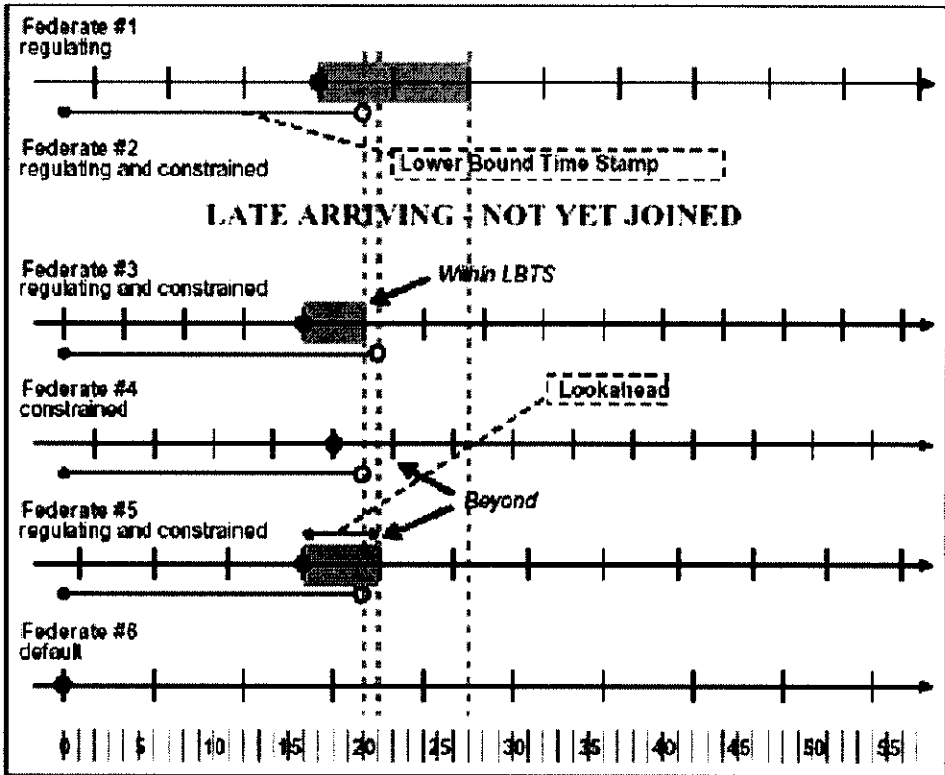 Federate #1
regulating
Federate #2
regulating and constrained
Lower Bound Time Stamp
LATE ARRIVING - NOT YET JOINED
Federate #3
regulating and constrained
Within LBTS
Federate #4
constrained
Lookahead
Federate #5
regulating and constrained
Beyond
Federate #6
default
0 5 10 15 20 25 30 35 40 45 50 55